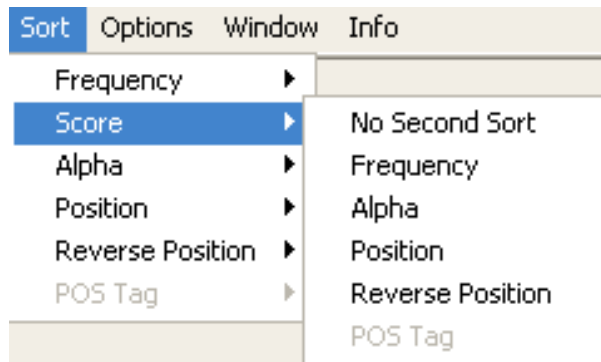 Sort Options Window Info
Frequency
Score
Alpha
Position
Reverse Position
POS Tag
No Second Sort
Frequency
Alpha
Position
Reverse Position
POS Tag